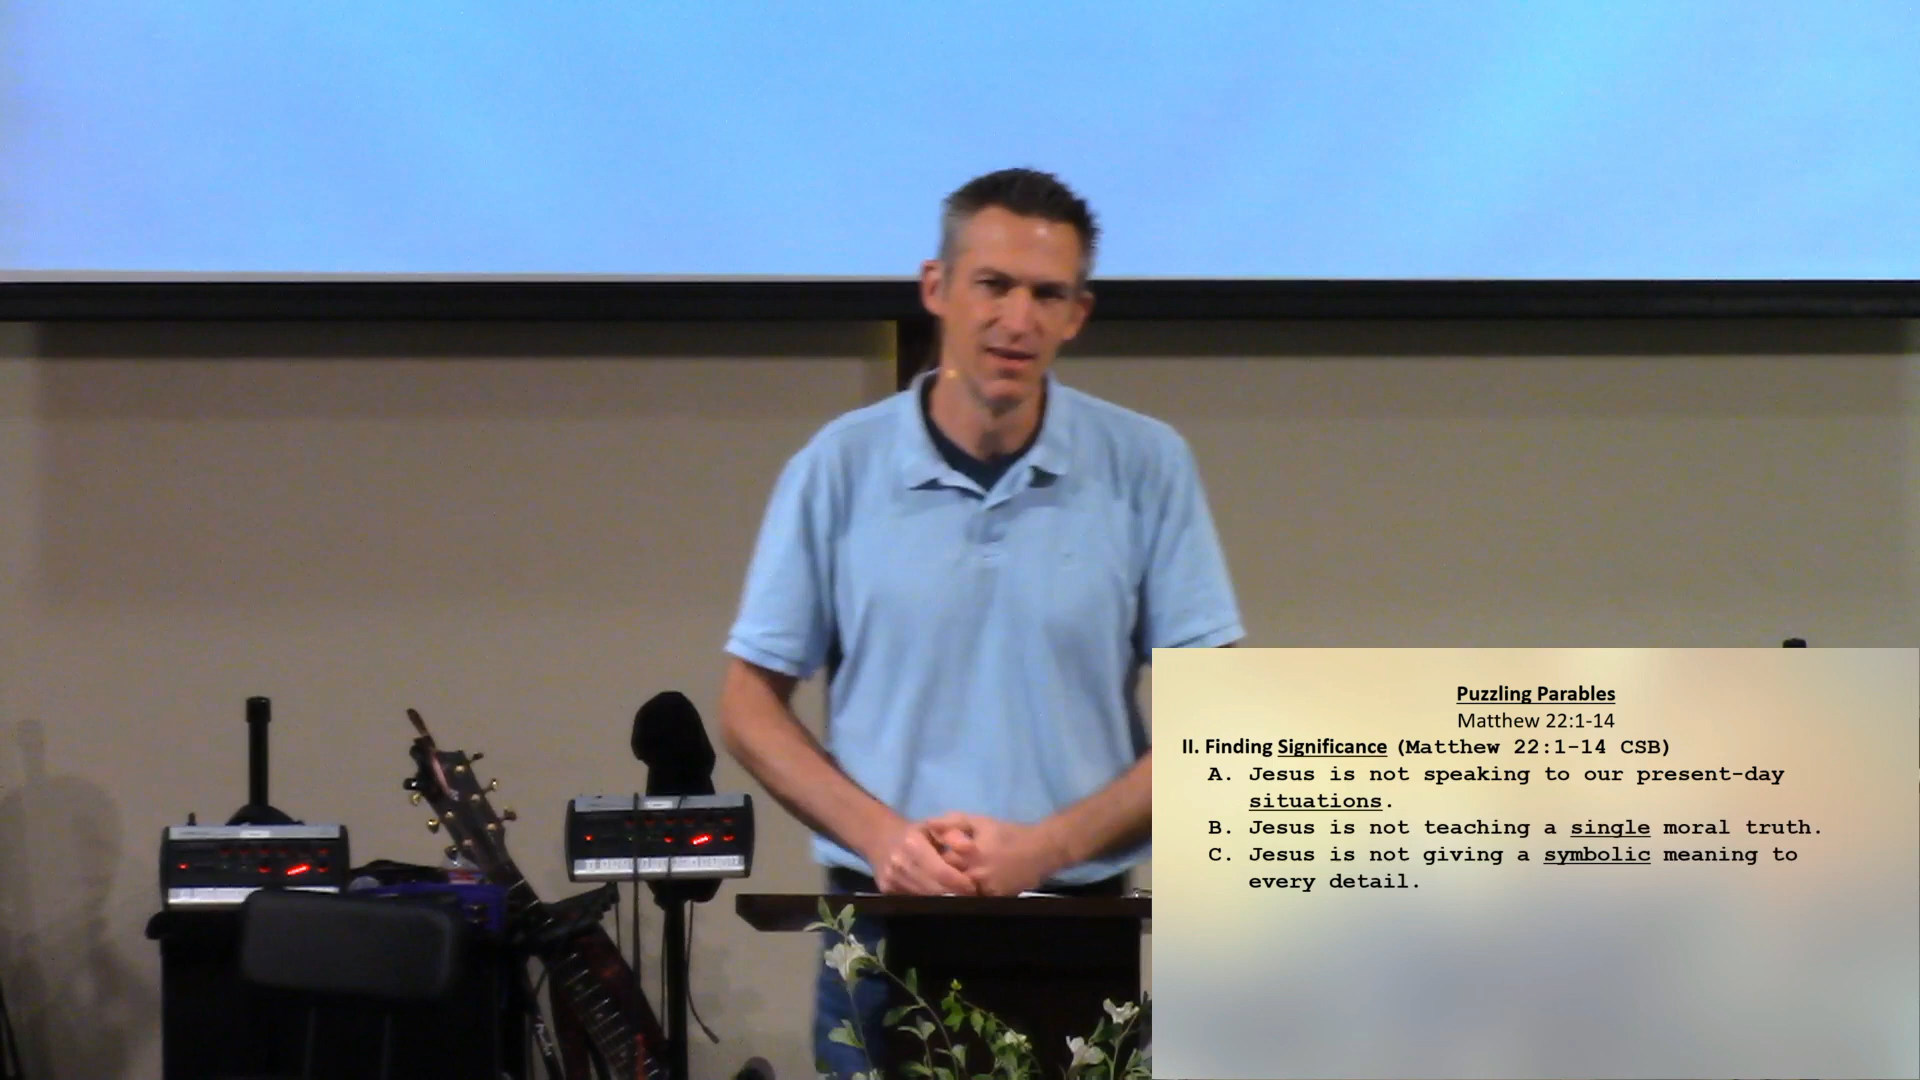 Puzzling Parables
Matthew 22:1-14
II. Finding Significance (Matthew 22:1-14 CSB)
A. Jesus is not speaking to our present-day
situations.
B. Jesus is not teaching a single moral truth.
C. Jesus is not giving a symbolic meaning to
every detail.